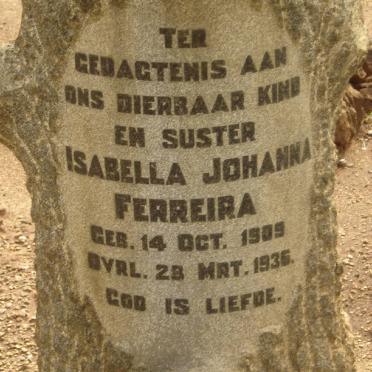 TER
GEDAGTENIS AAN
ONS DIERBAAR KIND
EN SUSTER
ISABELLA JOHANNA
FERREIRA
GEB. 14 OCT. 1909
OVRL. 28 MRT. 1936.
GOD IS LIEFDE.